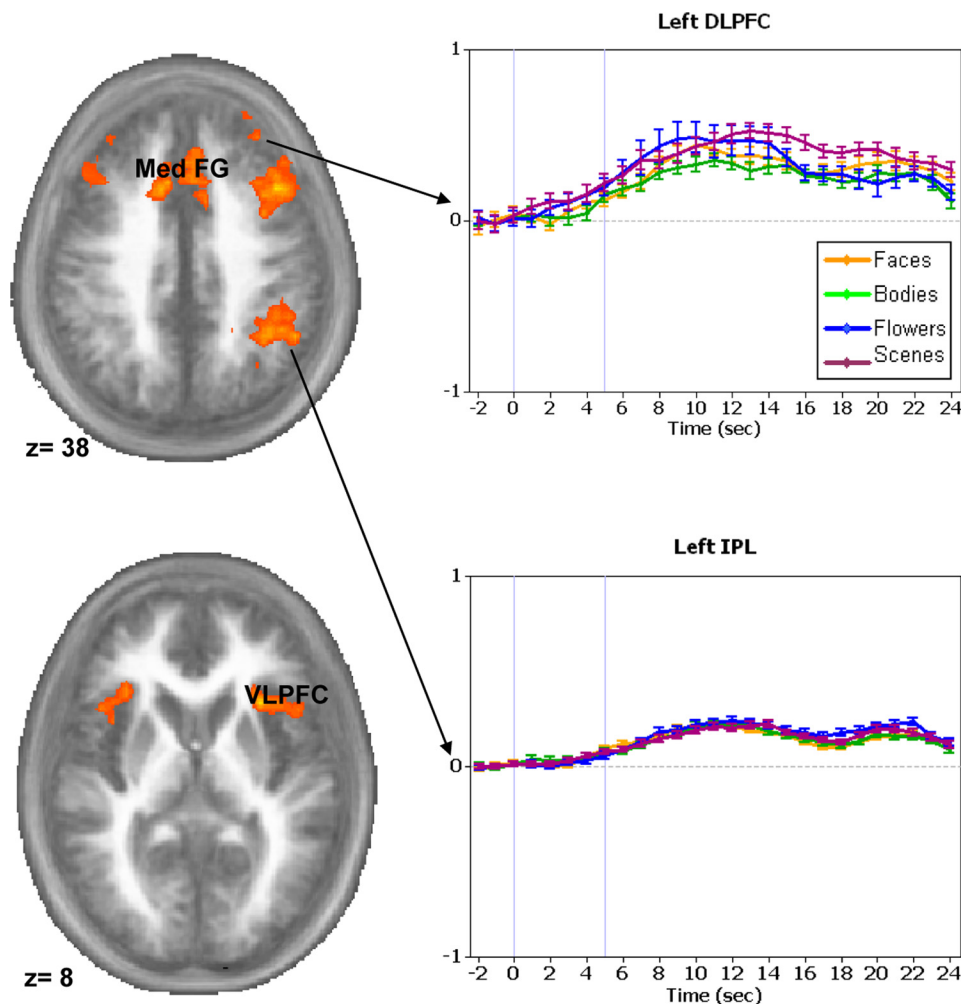 Med FG
z= 38
VLPFC
z= 8
Left DLPFC
1
0
-1
Faces
Bodies
Flowers
Scenes
-2 0 2 4 6 8 10 12 14 16 18 20 22 24
Time (sec)
Left IPL
1
0
-1
-2 0 2 4 6 8 10 12 14 16 18 20 22 24
Time (sec)